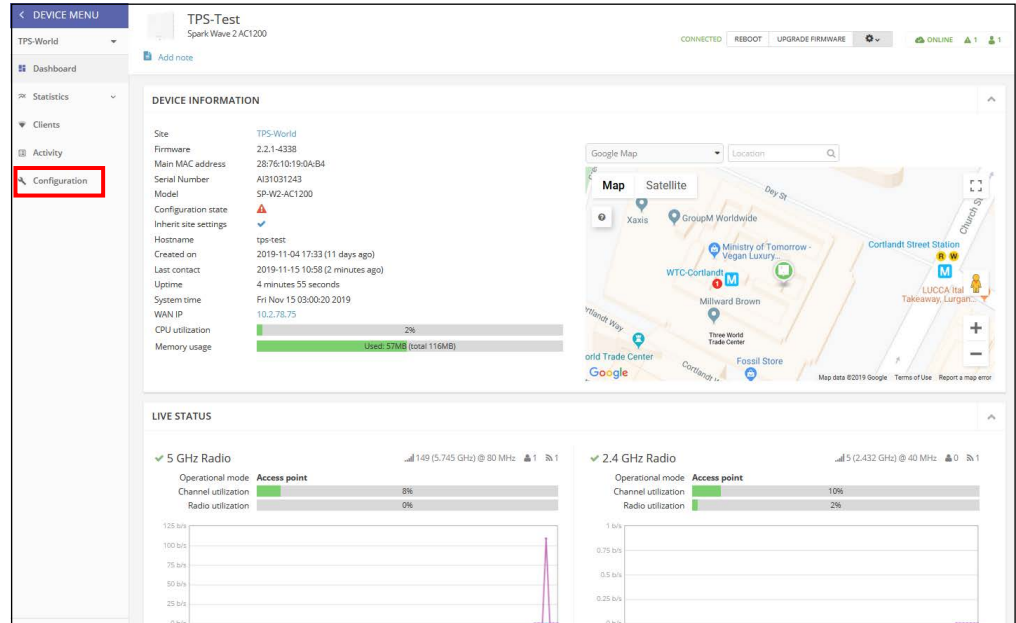 DEVICE MENU
TPS-World
Dashboard
Statistics
Clients
Activity
Configuration
TPS-Test
Spark Wave 2 AC1200
Add note
CONNECTED REBOOT UPGRADE FIRMWARE ONLINE 1 1
DEVICE INFORMATION
Site TPS-World
Firmware 2.2.1-4338
Main MAC address 28:76:10:19:0A:B4
Serial Number AI31031243
Model SP-W2-AC1200
Configuration state
Inherit site settings
Hostname tps-test
Created on 2019-11-04 17:33 (11 days ago)
Last contact 2019-11-15 10:58 (2 minutes ago)
Uptime 4 minutes 55 seconds
System time Fri Nov 15 03:00:20 2019
WAN IP 10.2.78.75
CPU utilization 2%
Memory usage Used: 57MB (total 116MB)
Google Map Location
Map Satellite
Dey St
Church St
Xaxis
GroupM Worldwide
Ministry of Tomorrow -
Vegan Luxury...
Cortlandt Street Station
R W
M
WTC-Cortlandt
M
1
LUCCA Ital
Takeaway, Lurgan...
Millward Brown
rtlandt Way
Three World
Trade Center
orld Trade Center
Cortlandt
Fossil Store
Google
Map data ©2019 Google Terms of Use Report a map error
LIVE STATUS
5 GHz Radio 149 (5.745 GHz) @ 80 MHz 1 1
Operational mode Access point
Channel utilization 8%
Radio utilization 0%
125 b/s
100 b/s
75 b/s
50 b/s
25 b/s
0 b/s
2.4 GHz Radio 5 (2.432 GHz) @ 40 MHz 0 1
Operational mode Access point
Channel utilization 10%
Radio utilization 2%
1 b/s
0.75 b/s
0.5 b/s
0.25 b/s
0 b/s